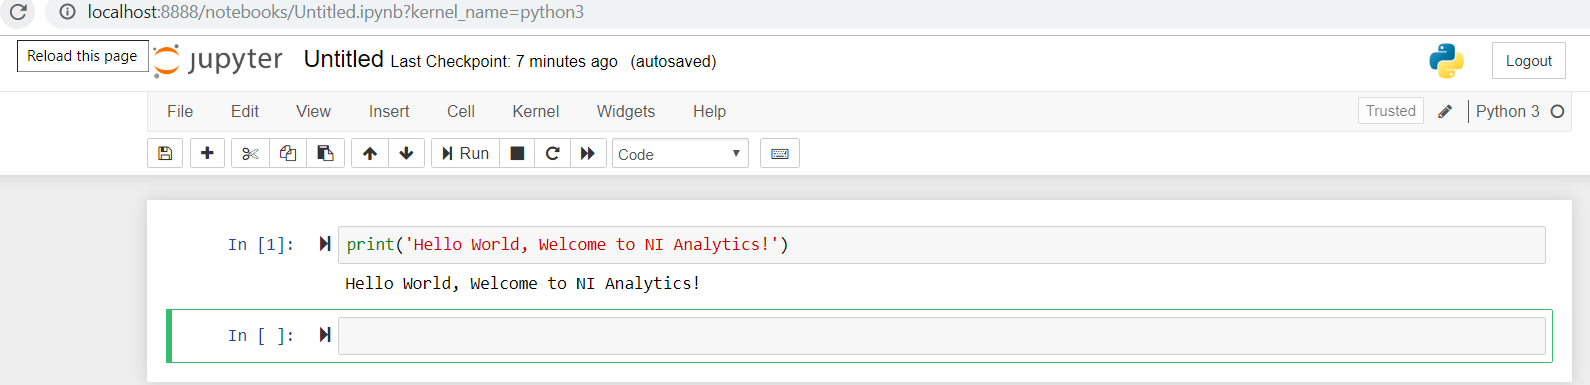 localhost:8888/notebooks/Untitled.ipynb?kernel_name=python3
Reload this page jupyter Untitled Last Checkpoint: 7 minutes ago (autosaved) Logout
File Edit View Insert Cell Kernel Widgets Help Trusted Python 3
Run Code
In [1]: print('Hello World, Welcome to NI Analytics!')
Hello World, Welcome to NI Analytics!
In [ ]: